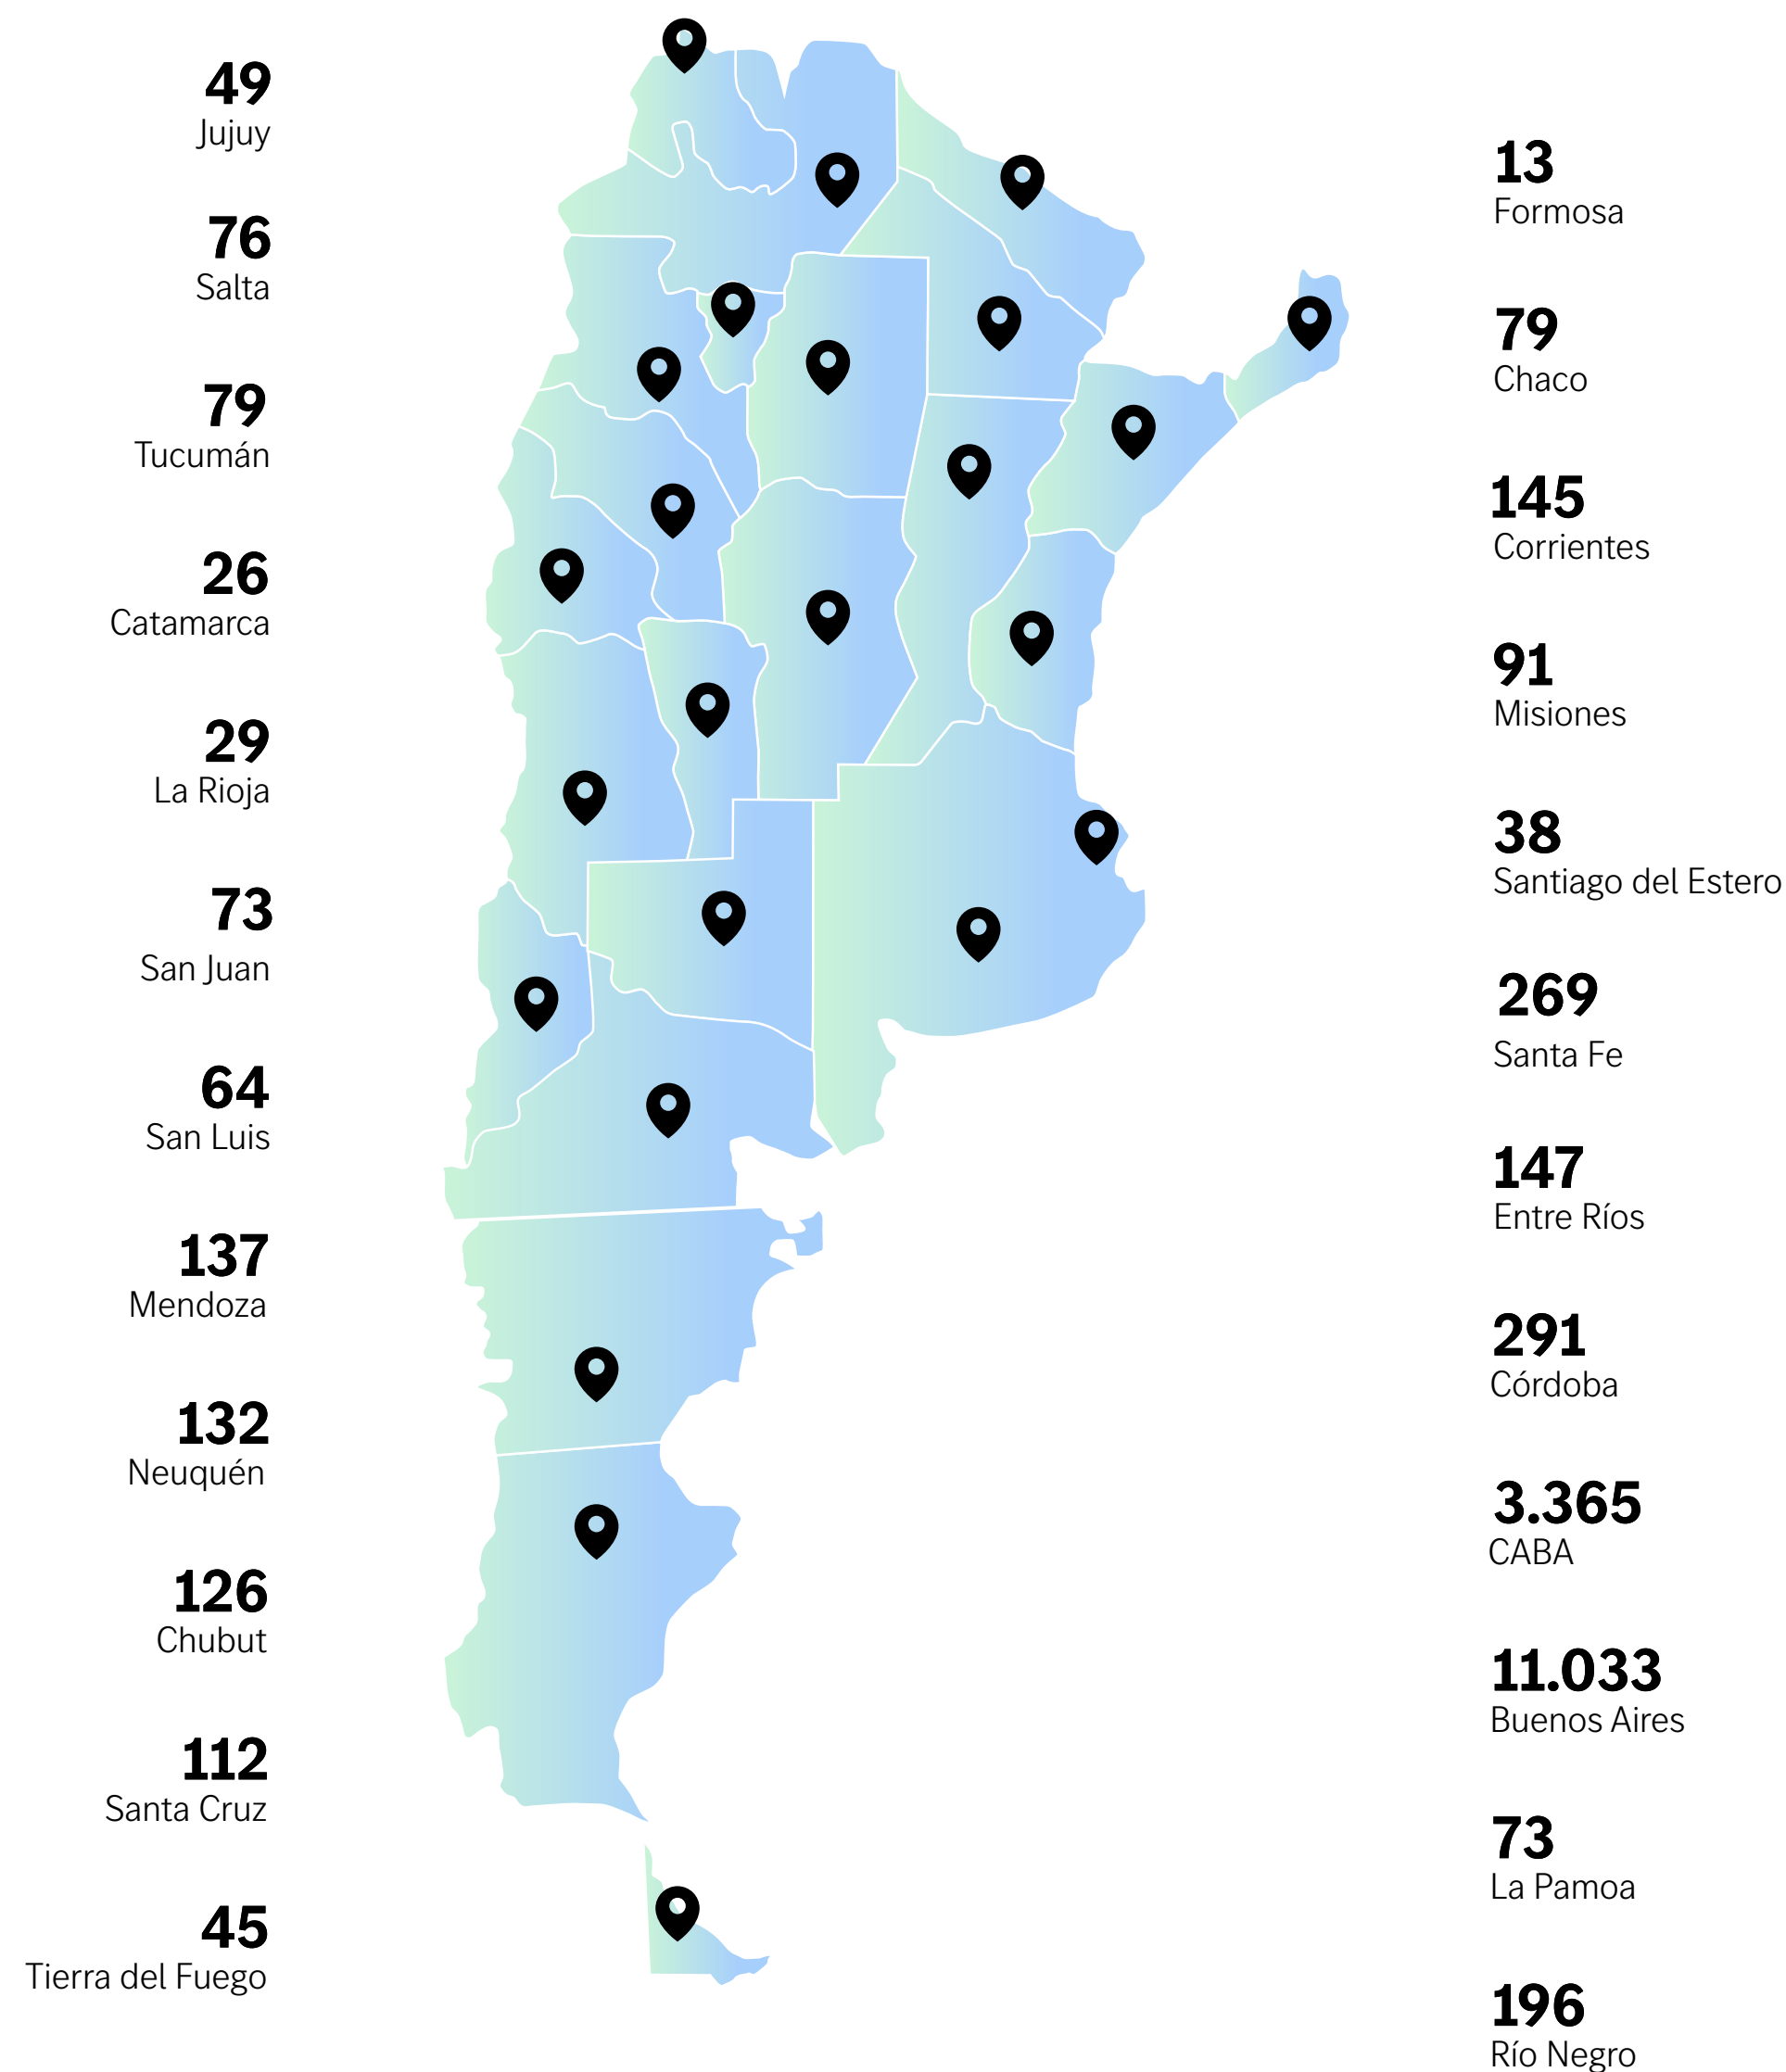 49
Jujuy
76
Salta
79
Tucumán
26
Catamarca
29
La Rioja
73
San Juan
64
San Luis
137
Mendoza
132
Neuquén
126
Chubut
112
Santa Cruz
45
Tierra del Fuego
13
Formosa
79
Chaco
145
Corrientes
91
Misiones
38
Santiago del Estero
269
Santa Fe
147
Entre Ríos
291
Córdoba
3.365
CABA
11.033
Buenos Aires
73
La Pamoa
196
Río Negro